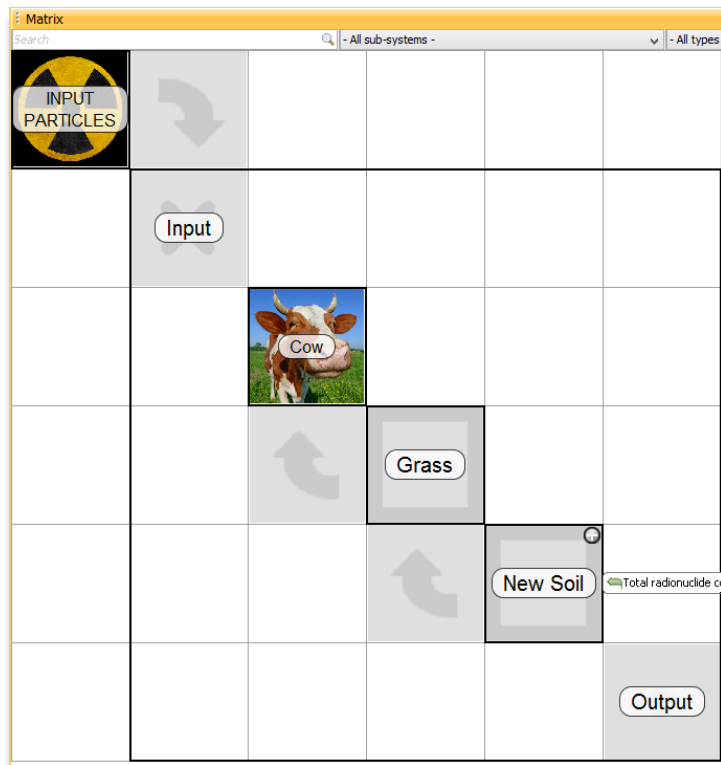 Matrix
Search
- All sub-systems -
- All types
INPUT
PARTICLES
Input
Cow
Grass
New Soil
Total radionuclide
Output